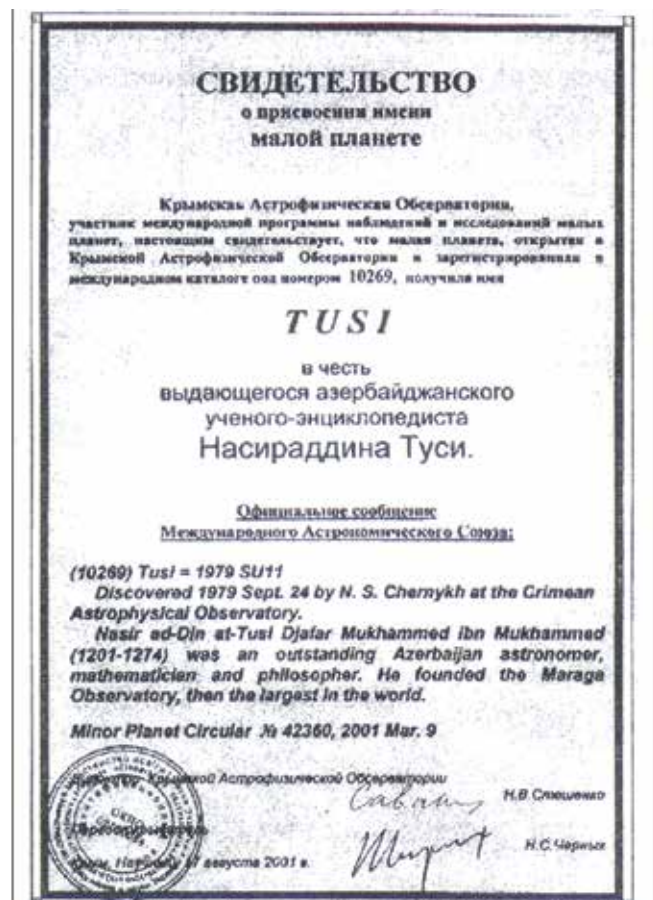 СВИДЕТЕЛЬСТВО
о присвоении имени
малой планете
Крымская Астрофизическая Обсерватория,
участник международной программы наблюдений и исследований малых
планет, настоящим свидетельствует, что малая планета, открытая в
Крымской Астрофизической Обсерватории и зарегистрированная в
международном каталоге под номером 10269, получила имя
TUSI
в честь
выдающегося азербайджанского
ученого-энциклопедиста
Насираддина Туси.
Официальное сообщение
Международного Астрономического Союза:
(10269) Tusi = 1979 SU11
Discovered 1979 Sept. 24 by N. S. Chernykh at the Crimean
Astrophysical Observatory.
Nasir ad-Din at-Tusi Djafar Mukhammed ibn Mukhammed
(1201-1274) was an outstanding Azerbaijan astronomer,
mathematician and philosopher. He founded the Maraga
Observatory, then the largest in the world.
Minor Planet Circular № 42360, 2001 Mar. 9
Директор Крымской Астрофизической Обсерватории
Н.В. Стешенко
Первооткрыватель
Н.С. Черных
августа 2001 г.